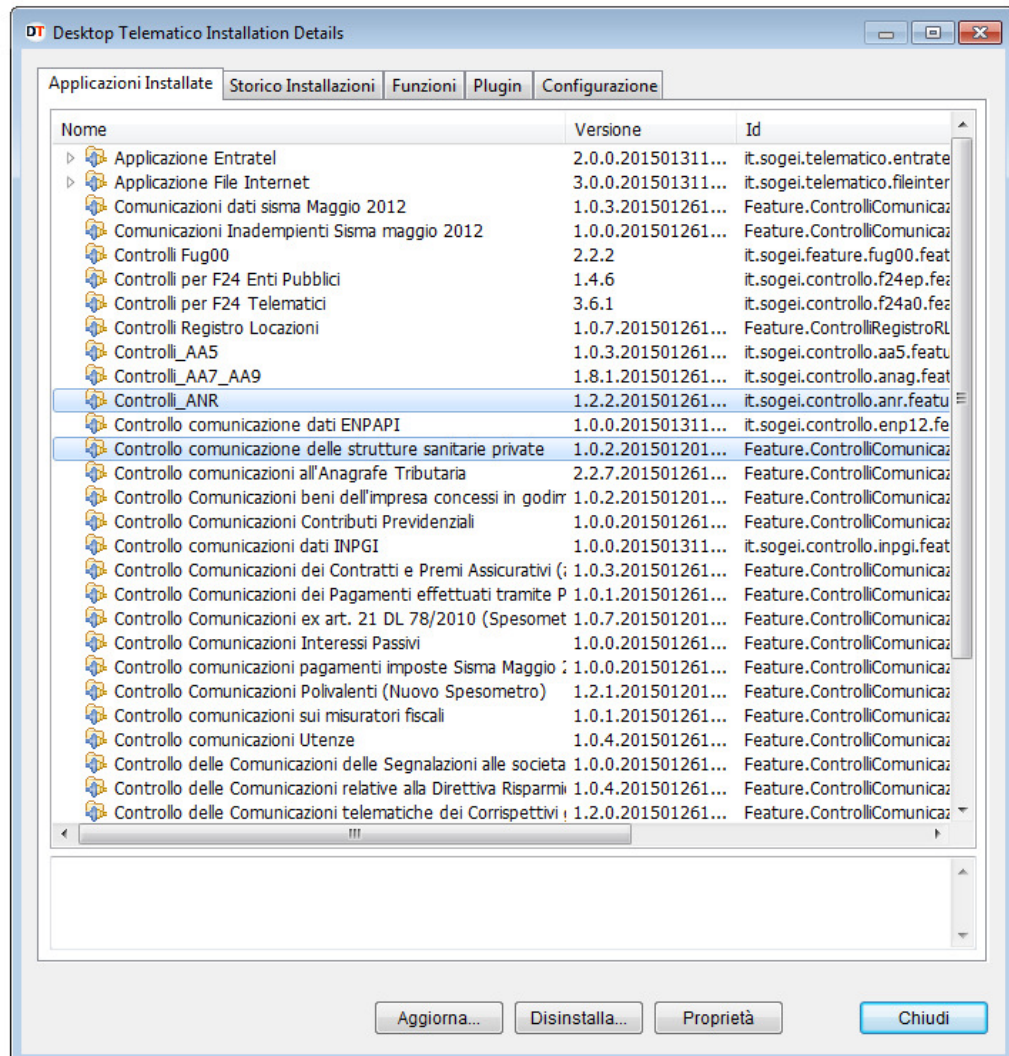 DT Desktop Telematico Installation Details
Applicazioni Installate Storico Installazioni Funzioni Plugin Configurazione
Nome Versione Id
Applicazione Entratel 2.0.0.201501311... it.sogei.telematico.entrate
Applicazione File Internet 3.0.0.201501311... it.sogei.telematico.fileinter
Comunicazioni dati sisma Maggio 2012 1.0.3.201501261... Feature.ControlliComunicaz
Comunicazioni Inadempienti Sisma maggio 2012 1.0.0.201501261... Feature.ControlliComunicaz
Controlli Fug00 2.2.2 it.sogei.feature.fug00.feat
Controlli per F24 Enti Pubblici 1.4.6 it.sogei.controllo.f24ep.fea
Controlli per F24 Telematici 3.6.1 it.sogei.controllo.f24a0.fea
Controlli Registro Locazioni 1.0.7.201501261... Feature.ControlliRegistroRL
Controlli_AA5 1.0.3.201501261... it.sogei.controllo.aa5.featu
Controlli_AA7_AA9 1.8.1.201501261... it.sogei.controllo.anag.feat
Controlli_ANR 1.2.2.201501261... it.sogei.controllo.anr.featu
Controllo comunicazione dati ENPAPI 1.0.0.201501311... it.sogei.controllo.enp12.fe
Controllo comunicazione delle strutture sanitarie private 1.0.2.201501201... Feature.ControlliComunicaz
Controllo comunicazioni all'Anagrafe Tributaria 2.2.7.201501261... Feature.ControlliComunicaz
Controllo Comunicazioni beni dell'impresa concessi in godim 1.0.2.201501201... Feature.ControlliComunicaz
Controllo Comunicazioni Contributi Previdenziali 1.0.0.201501261... Feature.ControlliComunicaz
Controllo comunicazioni dati INPGI 1.0.0.201501311... it.sogei.controllo.inpgi.feat
Controllo Comunicazioni dei Contratti e Premi Assicurativi (a 1.0.3.201501261... Feature.ControlliComunicaz
Controllo Comunicazioni dei Pagamenti effettuati tramite P 1.0.1.201501261... Feature.ControlliComunicaz
Controllo Comunicazioni ex art. 21 DL 78/2010 (Spesomet 1.0.7.201501201... Feature.ControlliComunicaz
Controllo Comunicazioni Interessi Passivi 1.0.0.201501261... Feature.ControlliComunicaz
Controllo comunicazioni pagamenti imposte Sisma Maggio 2 1.0.0.201501261... Feature.ControlliComunicaz
Controllo Comunicazioni Polivalenti (Nuovo Spesometro) 1.2.1.201501201... Feature.ControlliComunicaz
Controllo comunicazioni sui misuratori fiscali 1.0.1.201501261... Feature.ControlliComunicaz
Controllo comunicazioni Utenze 1.0.4.201501261... Feature.ControlliComunicaz
Controllo delle Comunicazioni delle Segnalazioni alle societa 1.0.0.201501261... Feature.ControlliComunicaz
Controllo delle Comunicazioni relative alla Direttiva Risparmi 1.0.4.201501261... Feature.ControlliComunicaz
Controllo delle Comunicazioni telematiche dei Corrispettivi g 1.2.0.201501261... Feature.ControlliComunicaz
Aggiorna... Disinstalla... Proprietà Chiudi